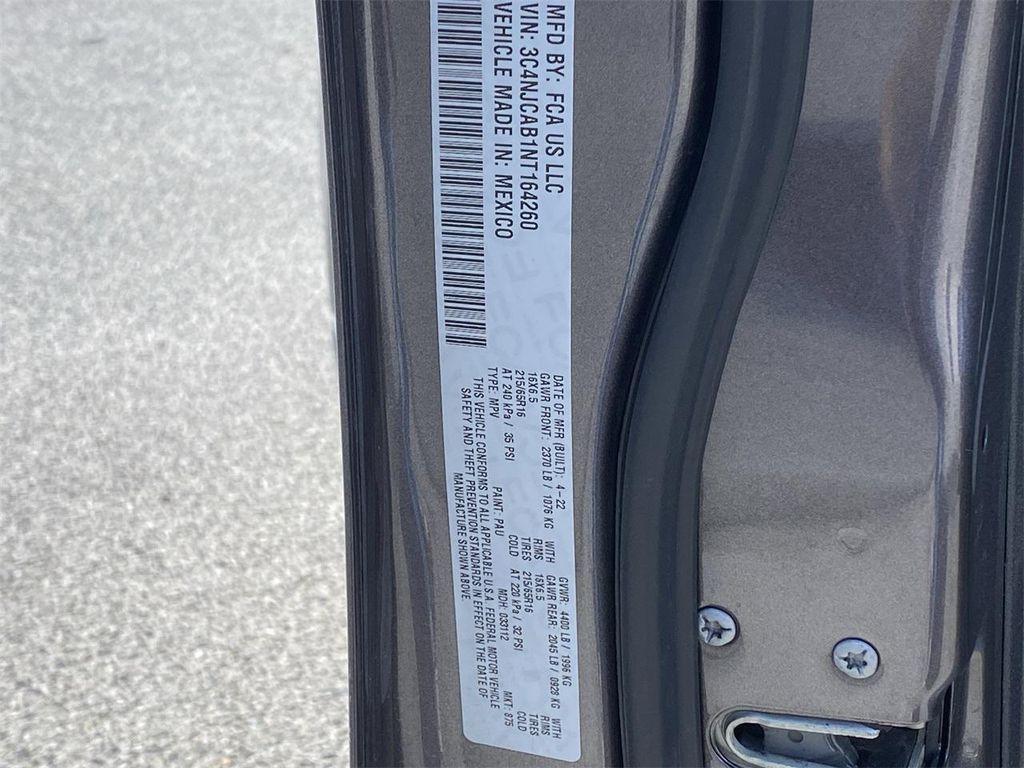 MFD BY: FCA US LLC
VIN: 3C4NJCAB1NT164260
VEHICLE MADE IN: MEXICO
DATE OF MFR (BUILT): 4-22 GVWR: 4400 LB / 1996 KG
GAWR FRONT: 2370 LB / 1076 KG WITH GAWR REAR: 2045 LB / 0928 KG WITH
16X6.5 RIMS 16X6.5 RIMS
215/65R16 TIRES 215/65R16 TIRES
AT 240 kPa / 35 PSI COLD AT 220 kPa / 32 PSI COLD
TYPE: MPV PAINT: PAU MDH: 033112 MKT: 875
THIS VEHICLE CONFORMS TO ALL APPLICABLE U.S.A. FEDERAL MOTOR VEHICLE
SAFETY AND THEFT PREVENTION STANDARDS IN EFFECT ON THE DATE OF
MANUFACTURE SHOWN ABOVE.